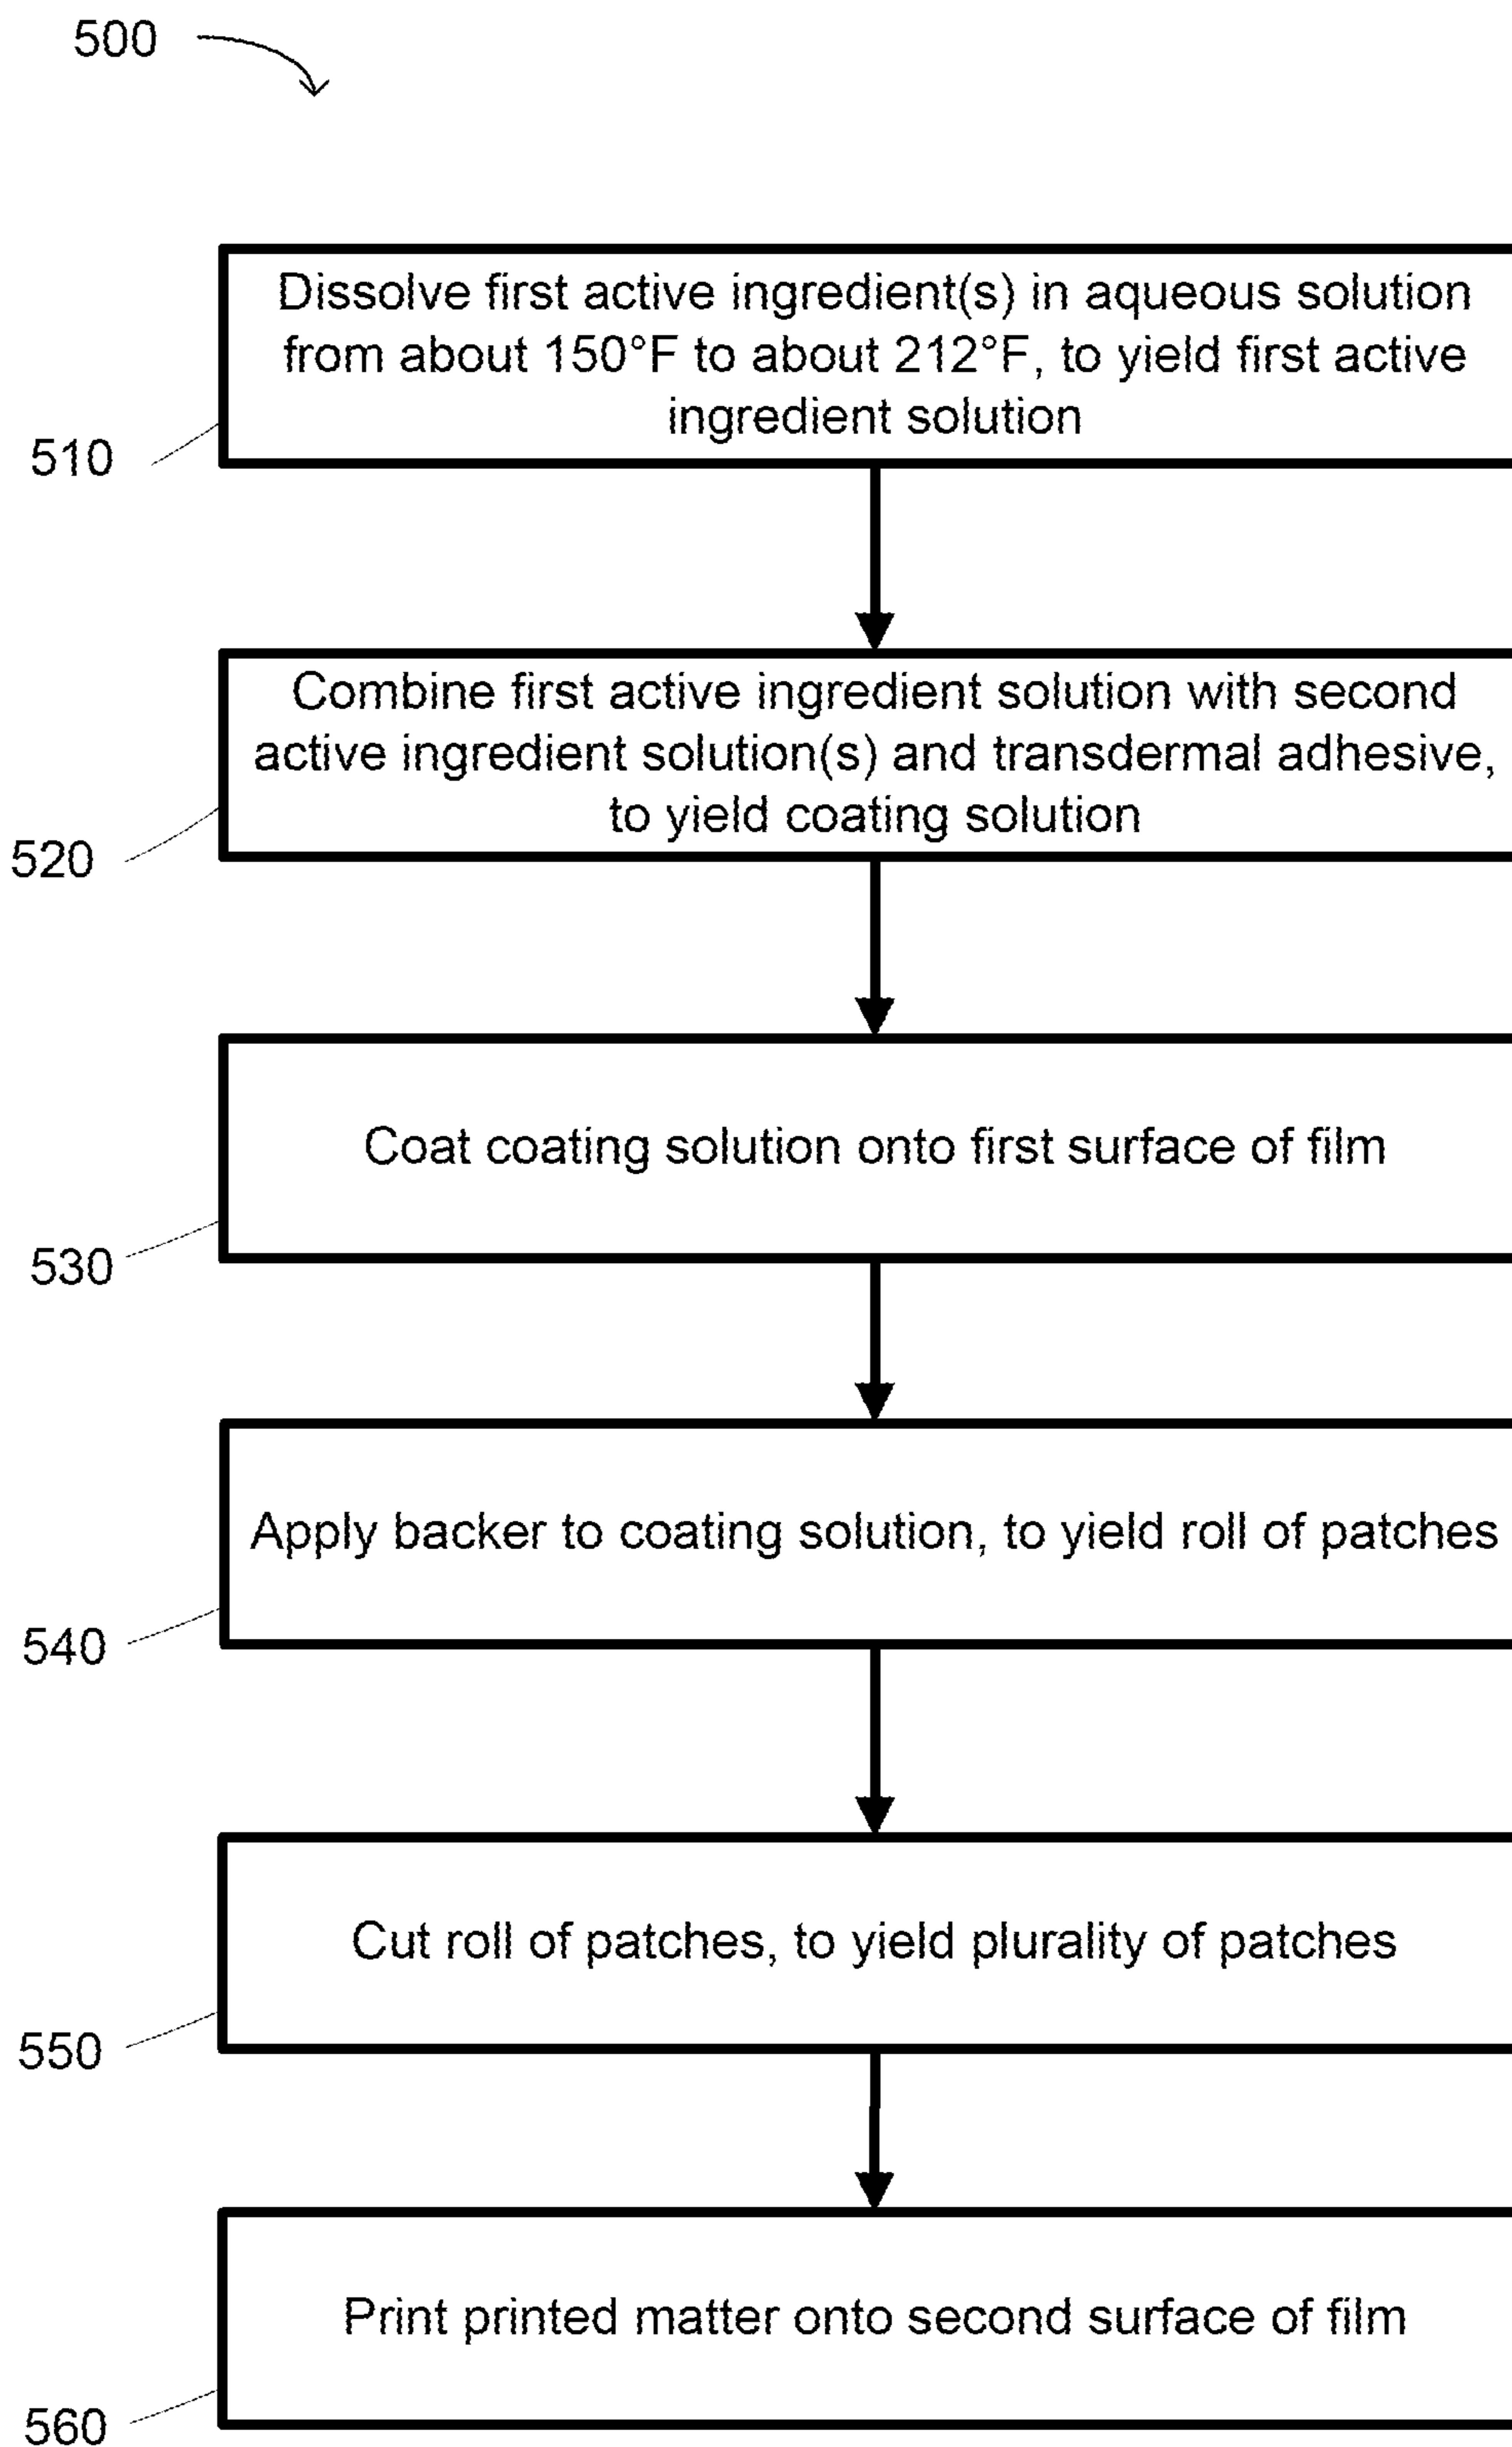 500
Dissolve first active ingredient(s) in aqueous solution
from about 150°F to about 212°F, to yield first active
ingredient solution
510
Combine first active ingredient solution with second
active ingredient solution(s) and transdermal adhesive,
to yield coating solution
520
Coat coating solution onto first surface of film
530
Apply backer to coating solution, to yield roll of patches
540
Cut roll of patches, to yield plurality of patches
550
Print printed matter onto second surface of film
560